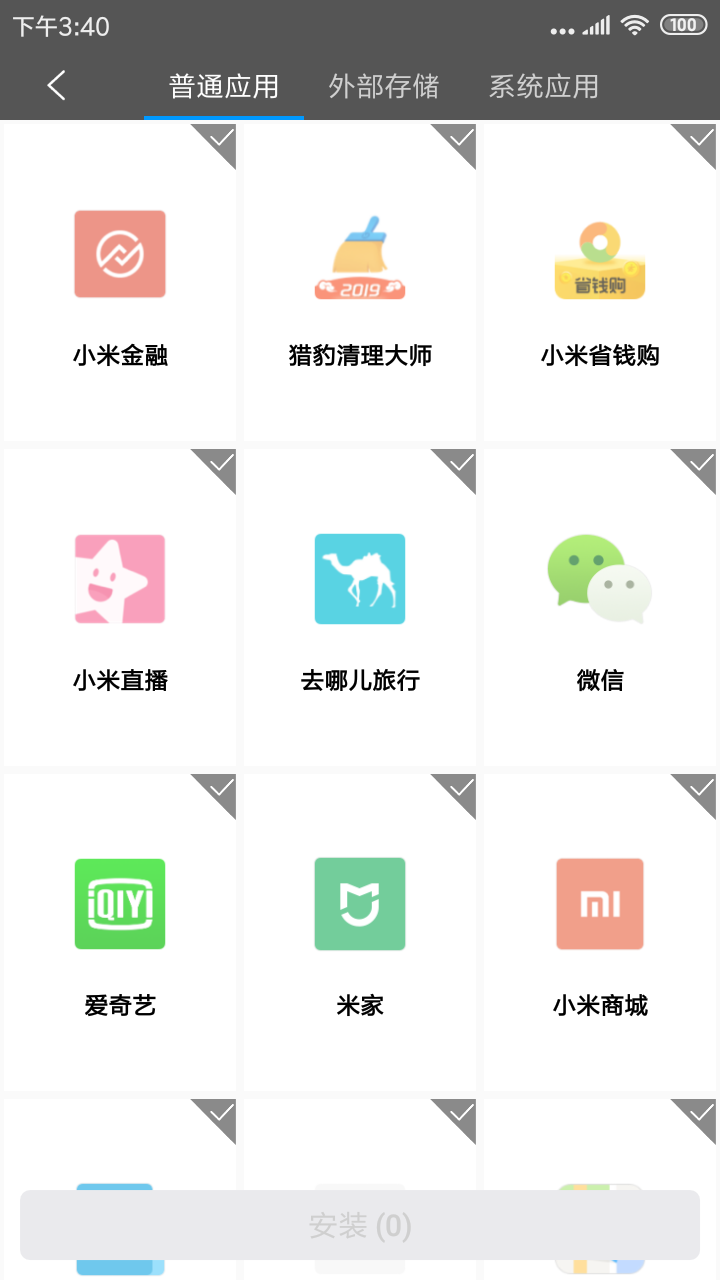 下午3:40
100
普通应用 外部存储 系统应用
2019
省钱购
小米金融 猎豹清理大师 小米省钱购
小米直播 去哪儿旅行 微信
iQIYI
爱奇艺 米家 小米商城
安装 (0)